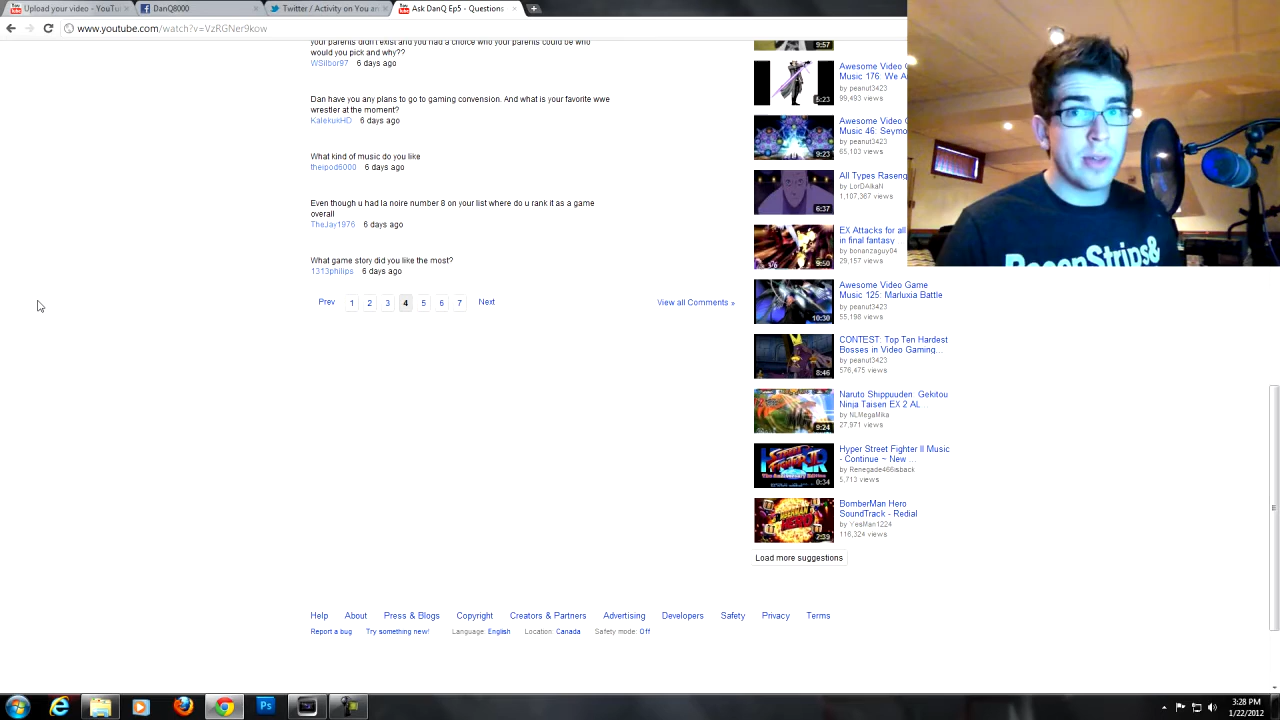 Upload your video - YouTu
DanQ8000
Twitter / Activity on You an
Ask DanQ Ep5 - Questions
www.youtube.com/watch?v=VzRGNer9kow
your parents didn't exist and you had a choice who your parents could be who
would you pick and why??
WSilber97 6 days ago
Dan have you any plans to go to gaming convension. And what is your favorite wwe
wrestler at the moment?
KalekukHD 6 days ago
What kind of music do you like
theipod6000 6 days ago
Even though u had la noire number 8 on your list where do u rank it as a game
overall
TheJay1976 6 days ago
What game story did you like the most?
1313philips 6 days ago
Prev 1 2 3 4 5 6 7 Next
View all Comments »
9:57
Awesome Video
Music 176: We A
by peanut3423
99,493 views
5:23
Awesome Video
Music 46: Seymo
by peanut3423
65,103 views
9:23
All Types Raseng
by LorDAlkaN
1,107,367 views
6:37
EX Attacks for all
in final fantasy
by bonanzaguy04
29,157 views
9:50
Awesome Video Game
Music 125: Marluxia Battle
by peanut3423
55,198 views
10:30
CONTEST: Top Ten Hardest
Bosses in Video Gaming...
by peanut3423
576,475 views
8:46
Naruto Shippuuden: Gekitou
Ninja Taisen EX 2 AL ...
by NLMegaMika
27,971 views
9:24
Hyper Street Fighter II Music
- Continue ~ New ...
by Renegade466isback
5,713 views
0:34
BomberMan Hero
SoundTrack - Redial
by YesMan1224
116,324 views
2:39
Load more suggestions
Help About Press & Blogs Copyright Creators & Partners Advertising Developers Safety Privacy Terms
Report a bug Try something new! Language: English Location: Canada Safety mode: Off
3:28 PM
1/22/2012